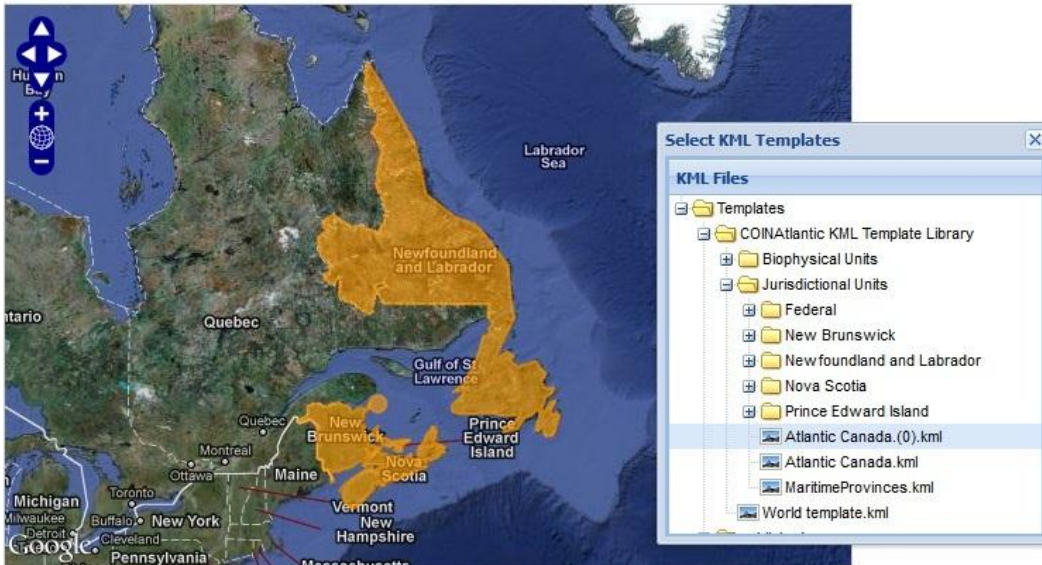 Labrador
Sea
Newfoundland
and Labrador
ntario
Quebec
Gulf of St
Lawrence
Quebec
New
Brunswick
Prince
Edward
Island
Montreal
Ottawa
Maine
Nova
Scotia
Michigan
Toronto
Vermont
New
Hampshire
Milwaukee
Buffalo
New York
Detroit
Cleveland
Google
Pennsylvania
Massachusetts
Select KML Templates
KML Files
Templates
COINAtlantic KML Template Library
Biophysical Units
Jurisdictional Units
Federal
New Brunswick
Newfoundland and Labrador
Nova Scotia
Prince Edward Island
Atlantic Canada.(0).kml
Atlantic Canada.kml
MaritimeProvinces.kml
World template.kml